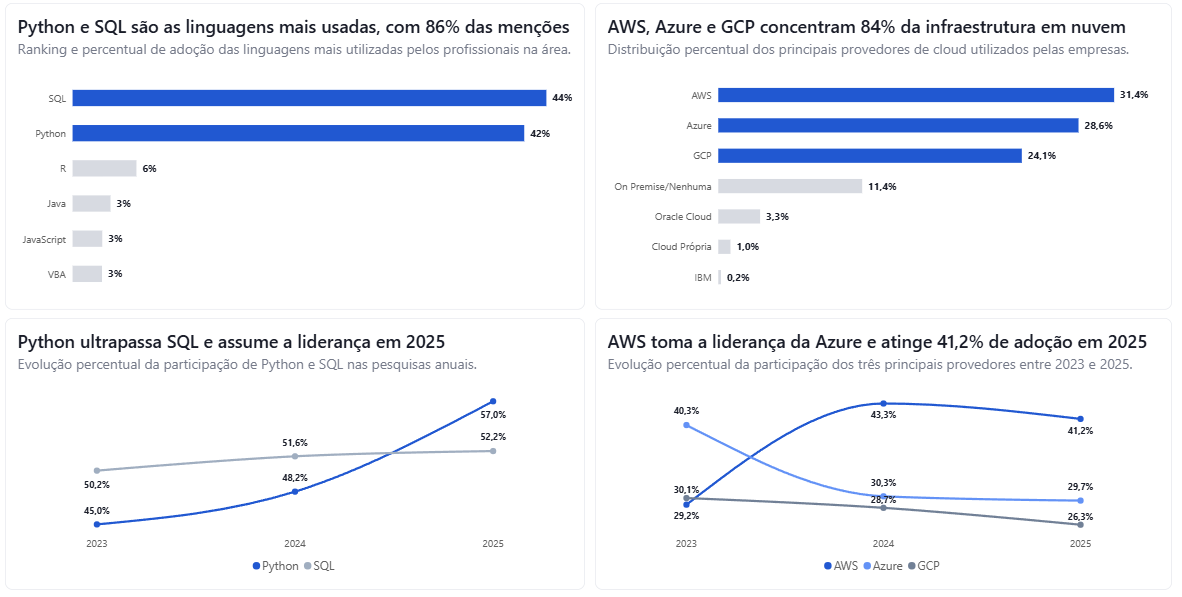 Python e SQL são as linguagens mais usadas, com 86% das menções
Ranking e percentual de adoção das linguagens mais utilizadas pelos profissionais na área.
SQL 44%
Python 42%
R 6%
Java 3%
JavaScript 3%
VBA 3%
AWS, Azure e GCP concentram 84% da infraestrutura em nuvem
Distribuição percentual dos principais provedores de cloud utilizados pelas empresas.
AWS 31,4%
Azure 28,6%
GCP 24,1%
On Premise/Nenhuma 11,4%
Oracle Cloud 3,3%
Cloud Própria 1,0%
IBM 0,2%
Python ultrapassa SQL e assume a liderança em 2025
Evolução percentual da participação de Python e SQL nas pesquisas anuais.
57,0%
51,6% 52,2%
50,2% 48,2%
45,0%
2023 2024 2025
Python SQL
AWS toma a liderança da Azure e atinge 41,2% de adoção em 2025
Evolução percentual da participação dos três principais provedores entre 2023 e 2025.
40,3% 43,3% 41,2%
30,1% 30,3% 29,7%
29,2% 28,7% 26,3%
2023 2024 2025
AWS Azure GCP